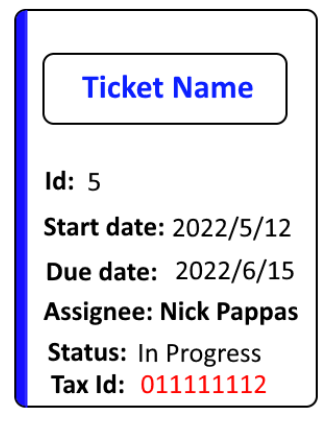 Ticket Name
Id: 5
Start date: 2022/5/12
Due date: 2022/6/15
Assignee: Nick Pappas
Status: In Progress
Tax Id: 011111112